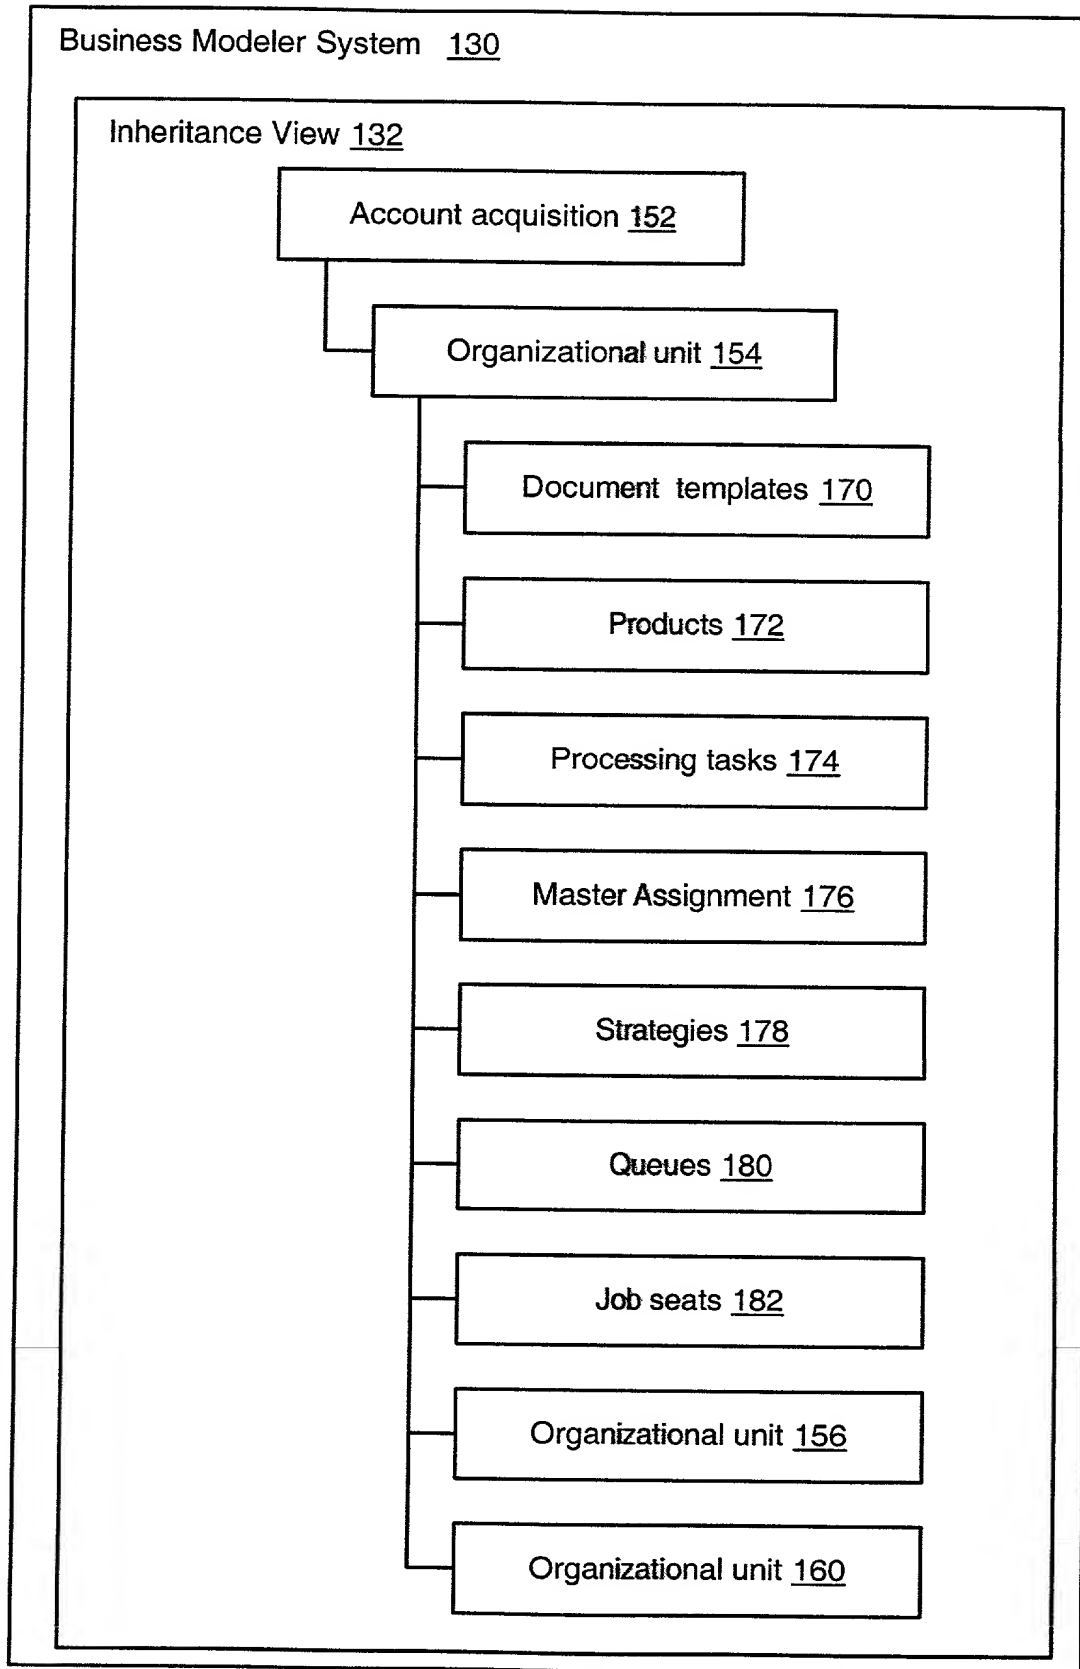 Business Modeler System 130
Inheritance View 132
Account acquisition 152
Organizational unit 154
Document templates 170
Products 172
Processing tasks 174
Master Assignment 176
Strategies 178
Queues 180
Job seats 182
Organizational unit 156
Organizational unit 160